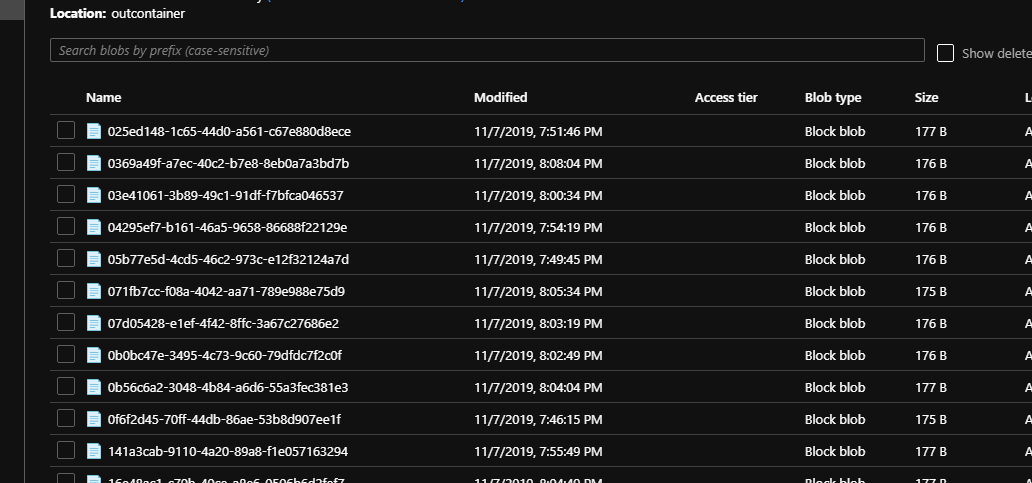 Location: outcontainer
Search blobs by prefix (case-sensitive)
Show delete
Name Modified Access tier Blob type Size
025ed148-1c65-44d0-a561-c67e880d8ece 11/7/2019, 7:51:46 PM Block blob 177 B
0369a49f-a7ec-40c2-b7e8-8eb0a7a3bd7b 11/7/2019, 8:08:04 PM Block blob 176 B
03e41061-3b89-49c1-91df-f7bfca046537 11/7/2019, 8:00:34 PM Block blob 176 B
04295ef7-b161-46a5-9658-86688f22129e 11/7/2019, 7:54:19 PM Block blob 176 B
05b77e5d-4cd5-46c2-973c-e12f32124a7d 11/7/2019, 7:49:45 PM Block blob 176 B
071fb7cc-f08a-4042-aa71-789e988e75d9 11/7/2019, 8:05:34 PM Block blob 175 B
07d05428-e1ef-4f42-8ffc-3a67c27686e2 11/7/2019, 8:03:19 PM Block blob 176 B
0b0bc47e-3495-4c73-9c60-79dfdc7f2c0f 11/7/2019, 8:02:49 PM Block blob 176 B
0b56c6a2-3048-4b84-a6d6-55a3fec381e3 11/7/2019, 8:04:04 PM Block blob 177 B
0f6f2d45-70ff-44db-86ae-53b8d907ee1f 11/7/2019, 7:46:15 PM Block blob 175 B
141a3cab-9110-4a20-89a8-f1e057163294 11/7/2019, 7:55:49 PM Block blob 177 B